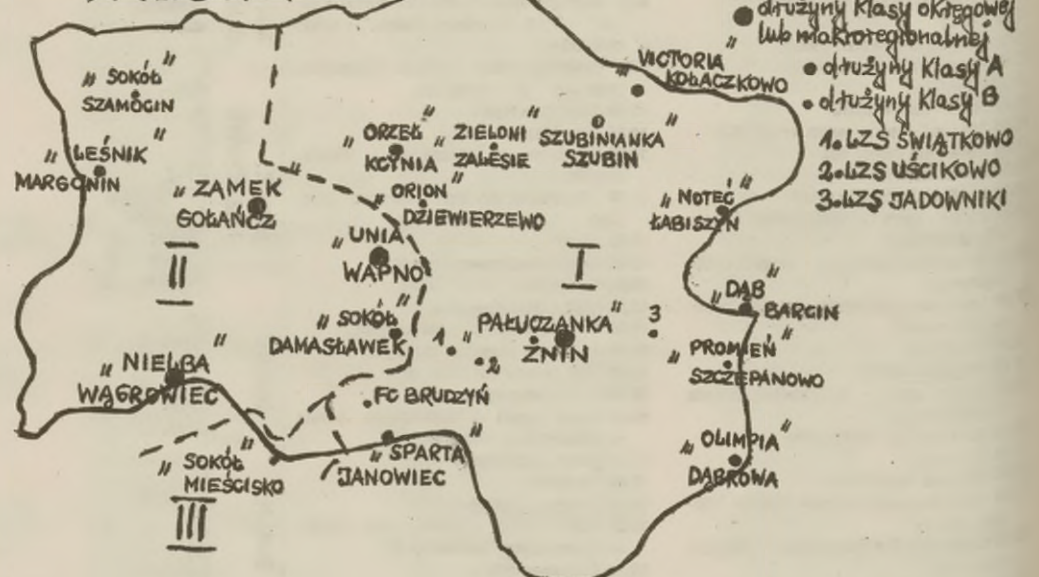 drużyny klasy okręgowej
lub makroregionalnej
drużyny klasy A
drużyny klasy B
1. LZS ŚWIĄTKOWO
2. LZS UŚCIKOWO
3. LZS JADOWNIKI
"VICTORIA"
KOŁACZKOWO
"SOKÓŁ"
SZAMOCIN
"LEŚNIK"
MARGONIN
"ORZEŁ"
KCYNIA
"ZIELONI"
ZALESIE
"SZUBINIANKA"
SZUBIN
"ZAMEK"
GOŁAŃCZ
"ORION"
DZIEWIERZEWO
"NOTEĆ"
ŁABISZYN
"UNIA"
WAPNO
II
I
"DĄB"
BARCIN
"SOKÓŁ"
DAMASŁAWEK
1
2
"PAŁUCZANKA"
ŻNIN
3
"PROMIEŃ"
SZCZEPANOWO
"NIELBA"
WĄGROWIEC
FC BRUDZYŃ
"SPARTA"
JANOWIEC
"OLIMPIA"
DĄBROWA
"SOKÓŁ"
MIEŚCISKO
III